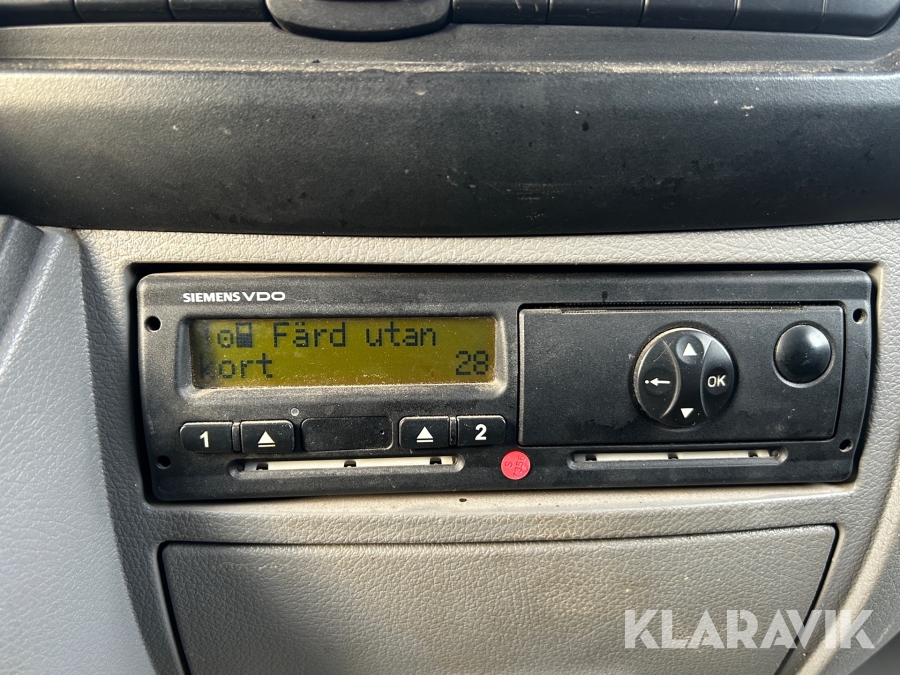 SIEMENS VDO
Färd utan
kort 28
1
2
OK
KLARAVIK